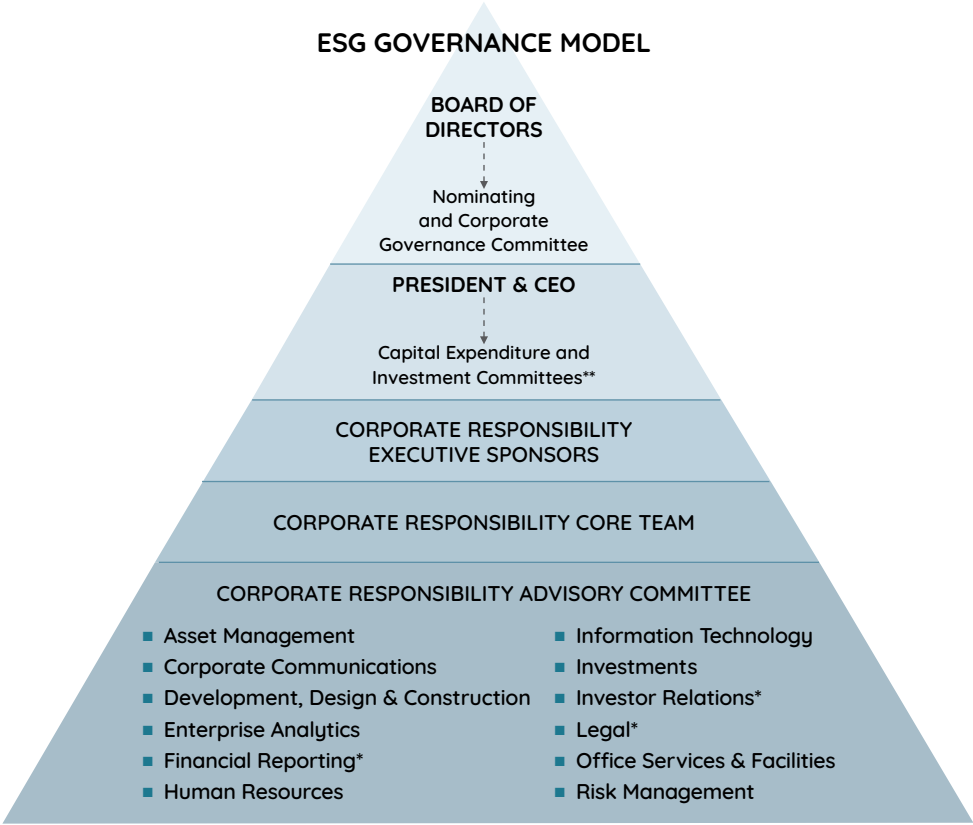 ESG GOVERNANCE MODEL
BOARD OF
DIRECTORS
Nominating
and Corporate
Governance Committee
PRESIDENT & CEO
Capital Expenditure and
Investment Committees**
CORPORATE RESPONSIBILITY
EXECUTIVE SPONSORS
CORPORATE RESPONSIBILITY CORE TEAM
CORPORATE RESPONSIBILITY ADVISORY COMMITTEE
■ Asset Management
■ Corporate Communications
■ Development, Design & Construction
■ Enterprise Analytics
■ Financial Reporting*
■ Human Resources
■ Information Technology
■ Investments
■ Investor Relations*
■ Legal*
■ Office Services & Facilities
■ Risk Management